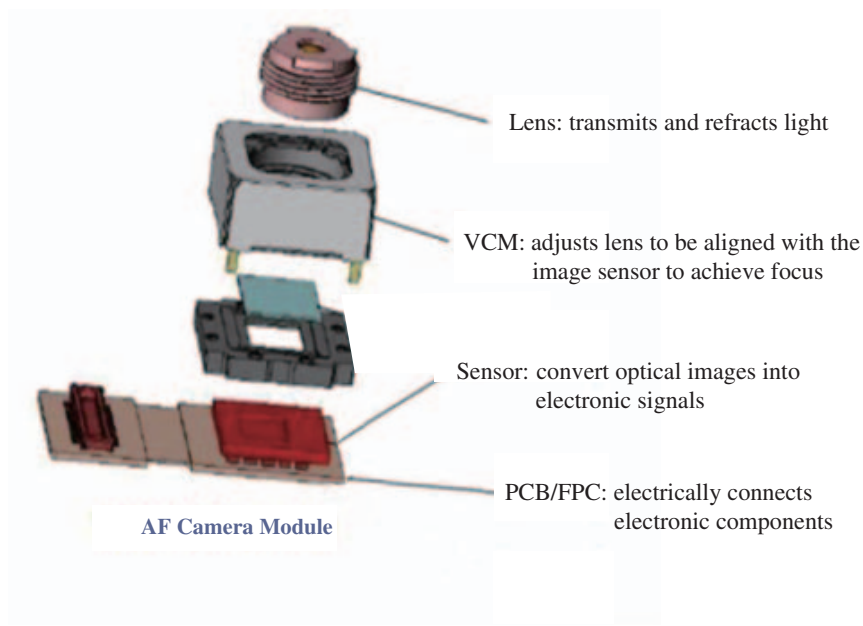 Lens: transmits and refracts light
VCM: adjusts lens to be aligned with the
image sensor to achieve focus
Sensor: convert optical images into
electronic signals
PCB/FPC: electrically connects
electronic components
AF Camera Module